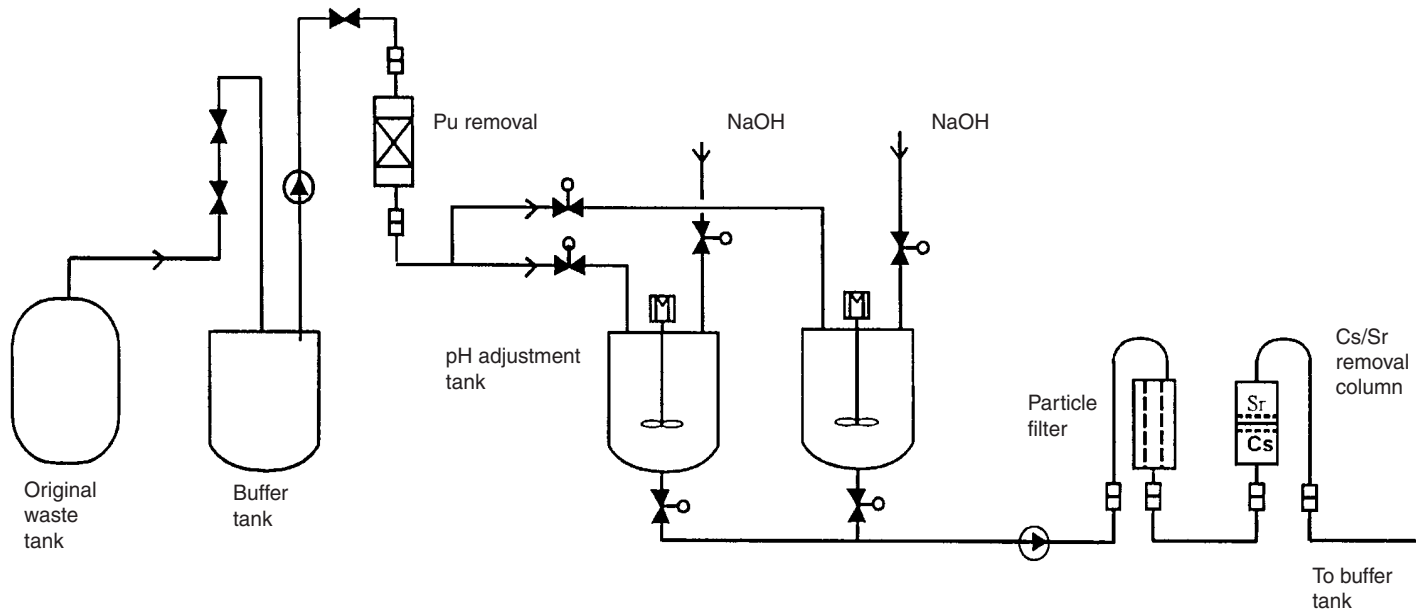 Pu removal
NaOH
NaOH
pH adjustment
tank
Cs/Sr
removal
column
Particle
filter
Sr
Cs
Original
waste
tank
Buffer
tank
To buffer
tank